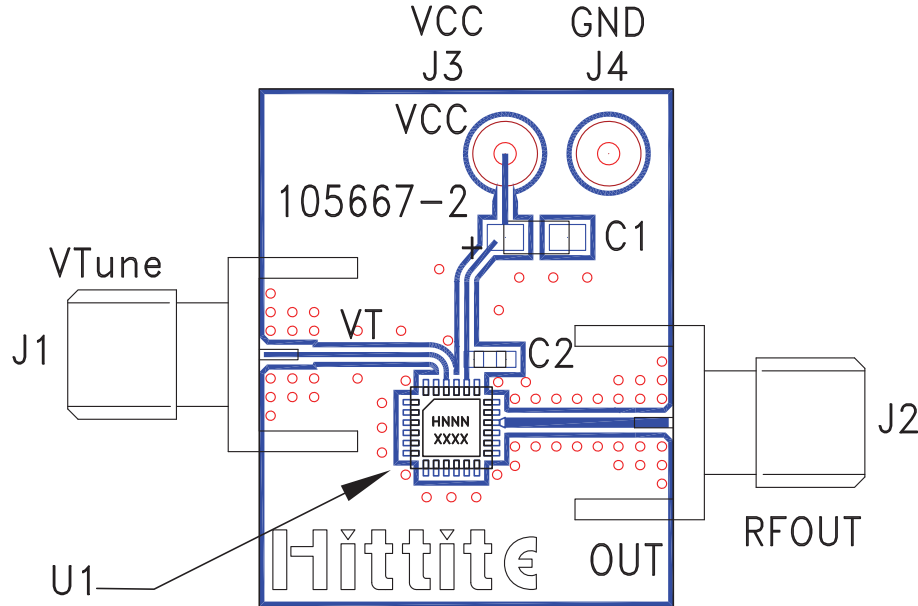 VCC GND
J3 J4
VCC
105667-2
+
C1
VTune
VT
J1
C2
HNNN
XXXX
J2
RFOUT
OUT
Hittite
U1